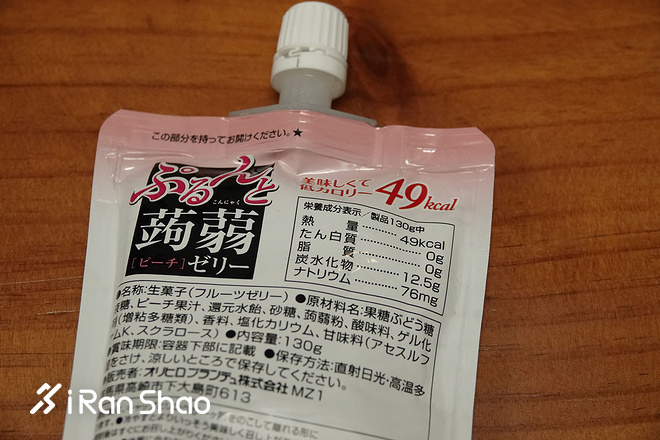 この部分を持ってお開けください。★
ぷるんと
こんにゃく
蒟蒻
[ピーチ]ゼリー
美味しくて
低カロリー 49kcal
栄養成分表示／製品130g中
熱 量 ………… 49kcal
たん白質 ………… 0g
脂 質 ………… 0g
炭水化物 ………… 12.5g
ナトリウム ………… 76mg
●名称:生菓子(フルーツゼリー) ●原材料名:果糖ぶどう糖
糖、ピーチ果汁、還元水飴、砂糖、蒟蒻粉、酸味料、ゲル化
(増粘多糖類)、香料、塩化カリウム、甘味料(アセスルフ
ムK、スクラロース) ●内容量:130g
賞味期限:容器下部に記載 ●保存方法:直射日光・高温多
をさけ、涼しいところで保存してください。
販売者:オリヒロプランデュ株式会社 MZ1
馬県高崎市下大島町613
iRanShao